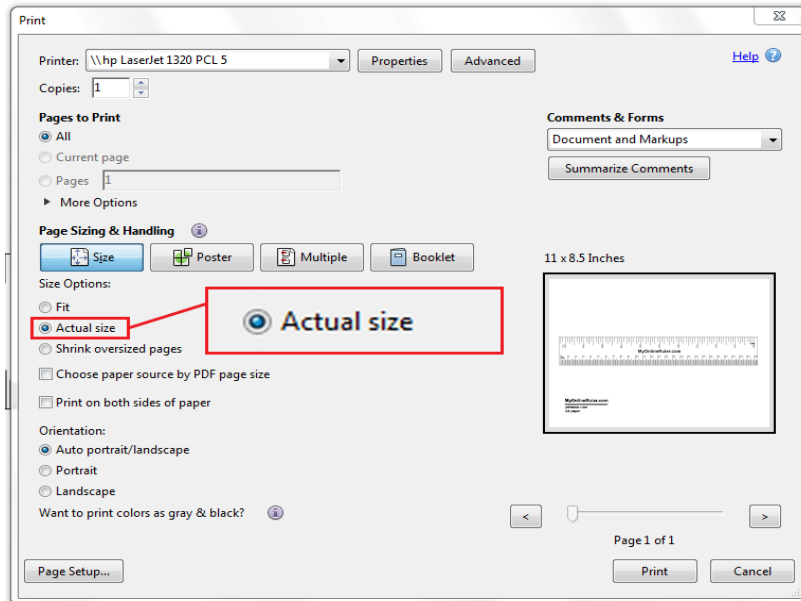 Print
Printer: \\hp LaserJet 1320 PCL 5 Properties Advanced Help
Copies: 1
Pages to Print
All
Current page
Pages 1
More Options
Comments & Forms
Document and Markups
Summarize Comments
Page Sizing & Handling
Size Poster Multiple Booklet
Size Options:
Fit
Actual size
Actual size
Shrink oversized pages
Choose paper source by PDF page size
Print on both sides of paper
Orientation:
Auto portrait/landscape
Portrait
Landscape
Want to print colors as gray & black?
11 x 8.5 Inches
MyOnlineRuler.com
MyOnlineRuler.com
< >
Page 1 of 1
Page Setup... Print Cancel